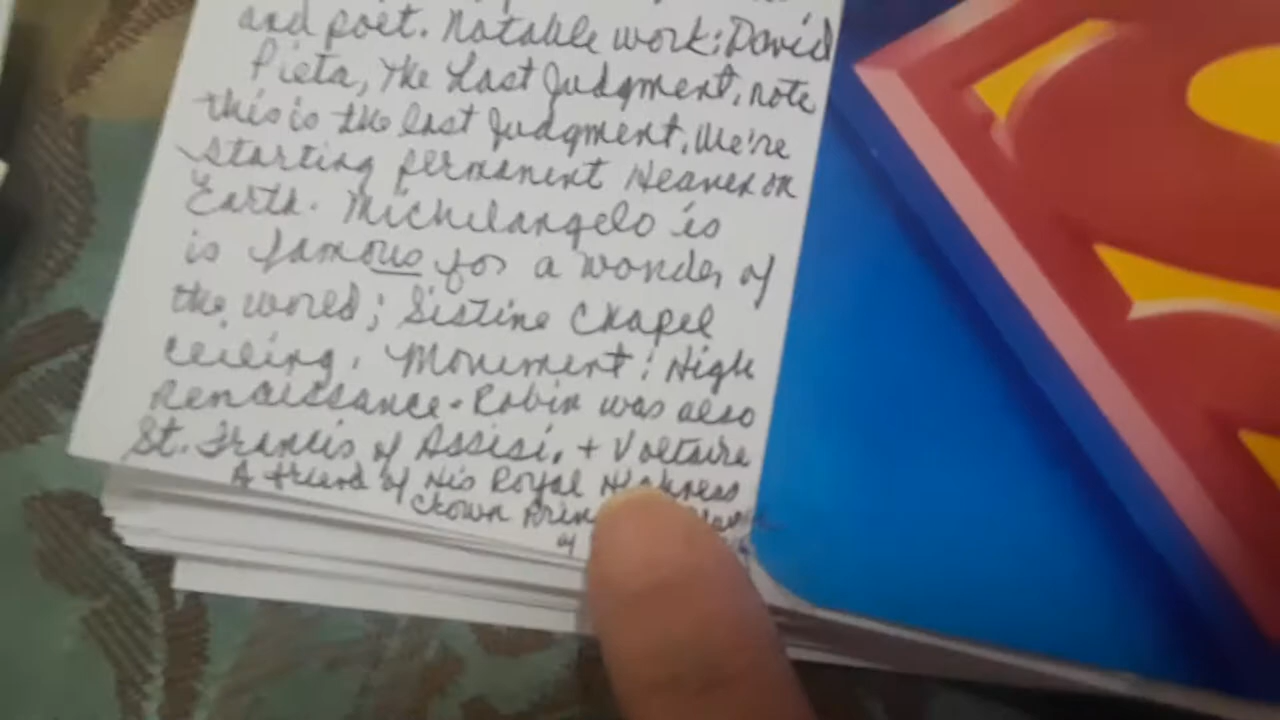 and poet. Notable work: David
Pieta, The Last Judgment, note
this is the last judgment. We're
starting permanent Heaven on
Earth. Michelangelo is
is famous for a wonder of
the world; Sistine Chapel
ceiling. Monument: High
Renaissance. Robin was also
St. Francis of Assisi. + Voltaire
A friend of His Royal Highness
Crown
of
S